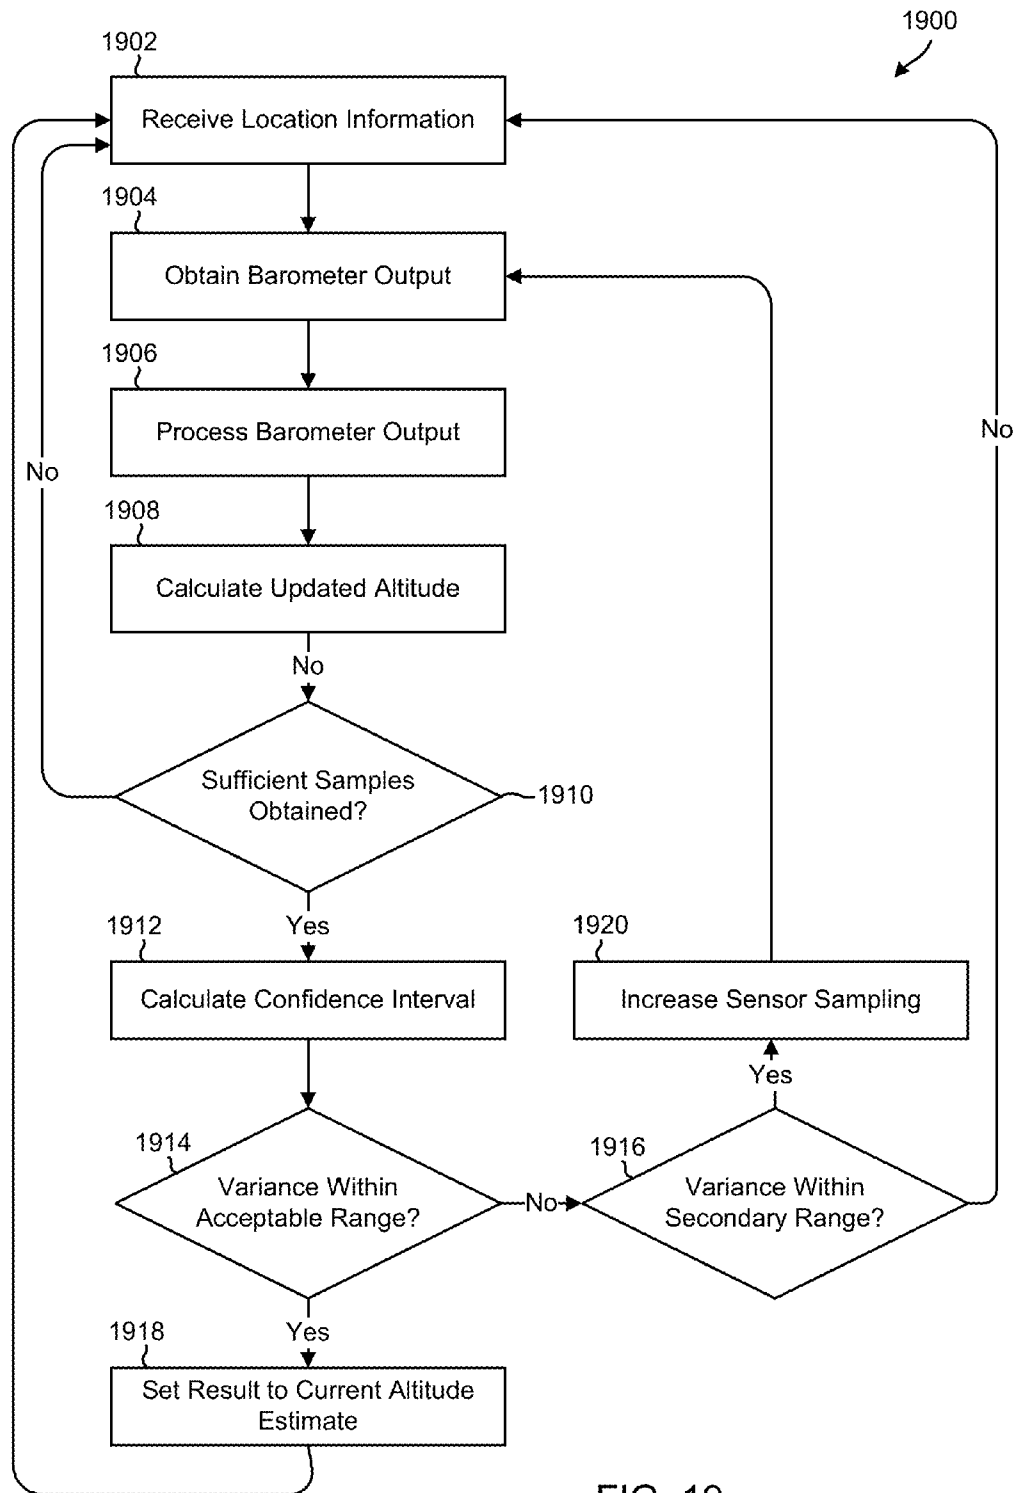 1900
1902
Receive Location Information
1904
Obtain Barometer Output
1906
Process Barometer Output
No
No
1908
Calculate Updated Altitude
No
Sufficient Samples
Obtained?
1910
Yes
1912
Calculate Confidence Interval
1920
Increase Sensor Sampling
Yes
1914
Variance Within
Acceptable Range?
No
1916
Variance Within
Secondary Range?
Yes
1918
Set Result to Current Altitude
Estimate
FIG. 19